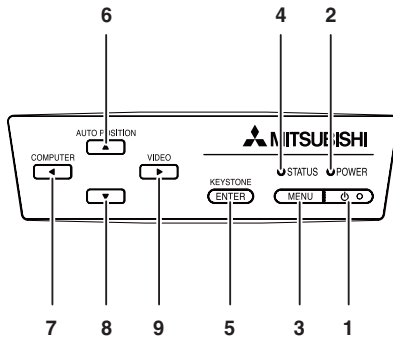 6 4 2
AUTO POSITION
MITSUBISHI
COMPUTER VIDEO
STATUS POWER
KEYSTONE
ENTER MENU
7 8 9 5 3 1